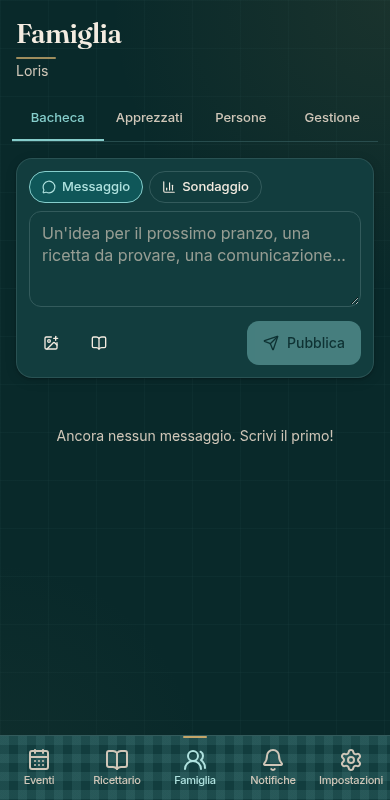 Famiglia
Loris
Bacheca Apprezzati Persone Gestione
Messaggio Sondaggio
Un'idea per il prossimo pranzo, una
ricetta da provare, una comunicazione...
Pubblica
Ancora nessun messaggio. Scrivi il primo!
Eventi Ricettario Famiglia Notifiche Impostazioni